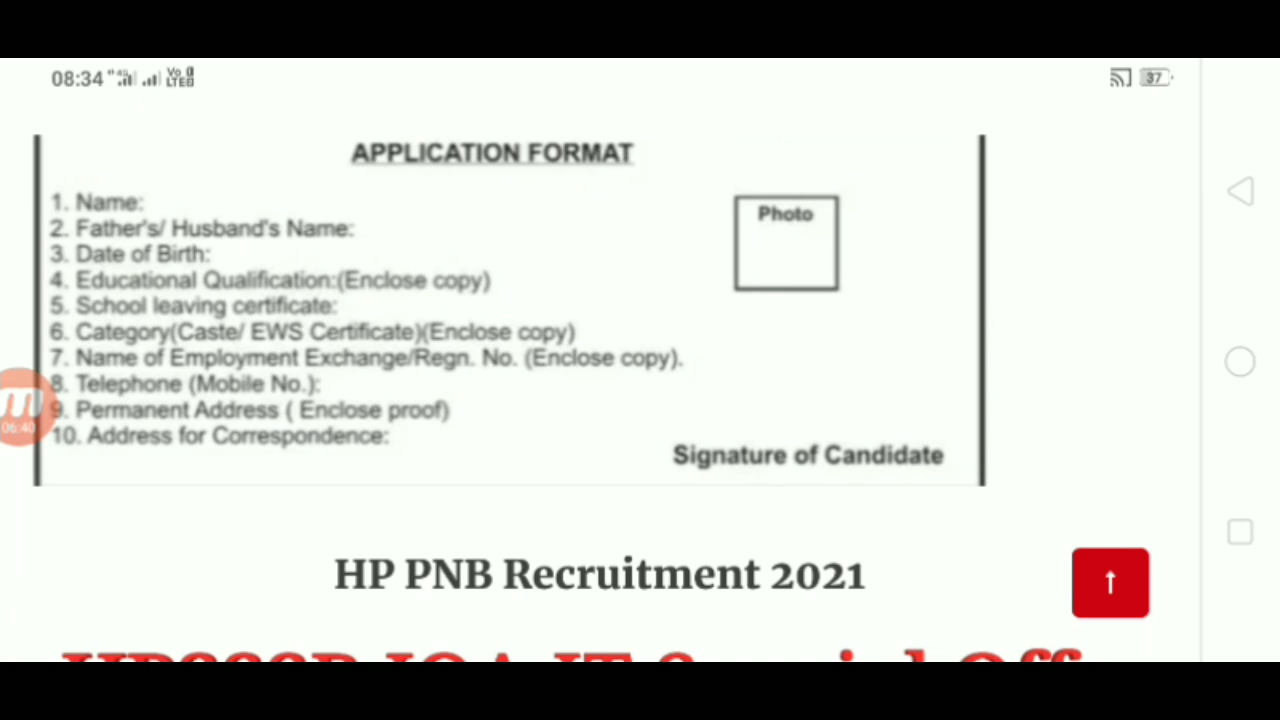 08:34
37
APPLICATION FORMAT
Photo
1. Name:
2. Father's/ Husband's Name:
3. Date of Birth:
4. Educational Qualification:(Enclose copy)
5. School leaving certificate:
6. Category(Caste/ EWS Certificate)(Enclose copy)
7. Name of Employment Exchange/Regn. No. (Enclose copy).
8. Telephone (Mobile No.):
9. Permanent Address ( Enclose proof)
10. Address for Correspondence:
06:40
Signature of Candidate
HP PNB Recruitment 2021